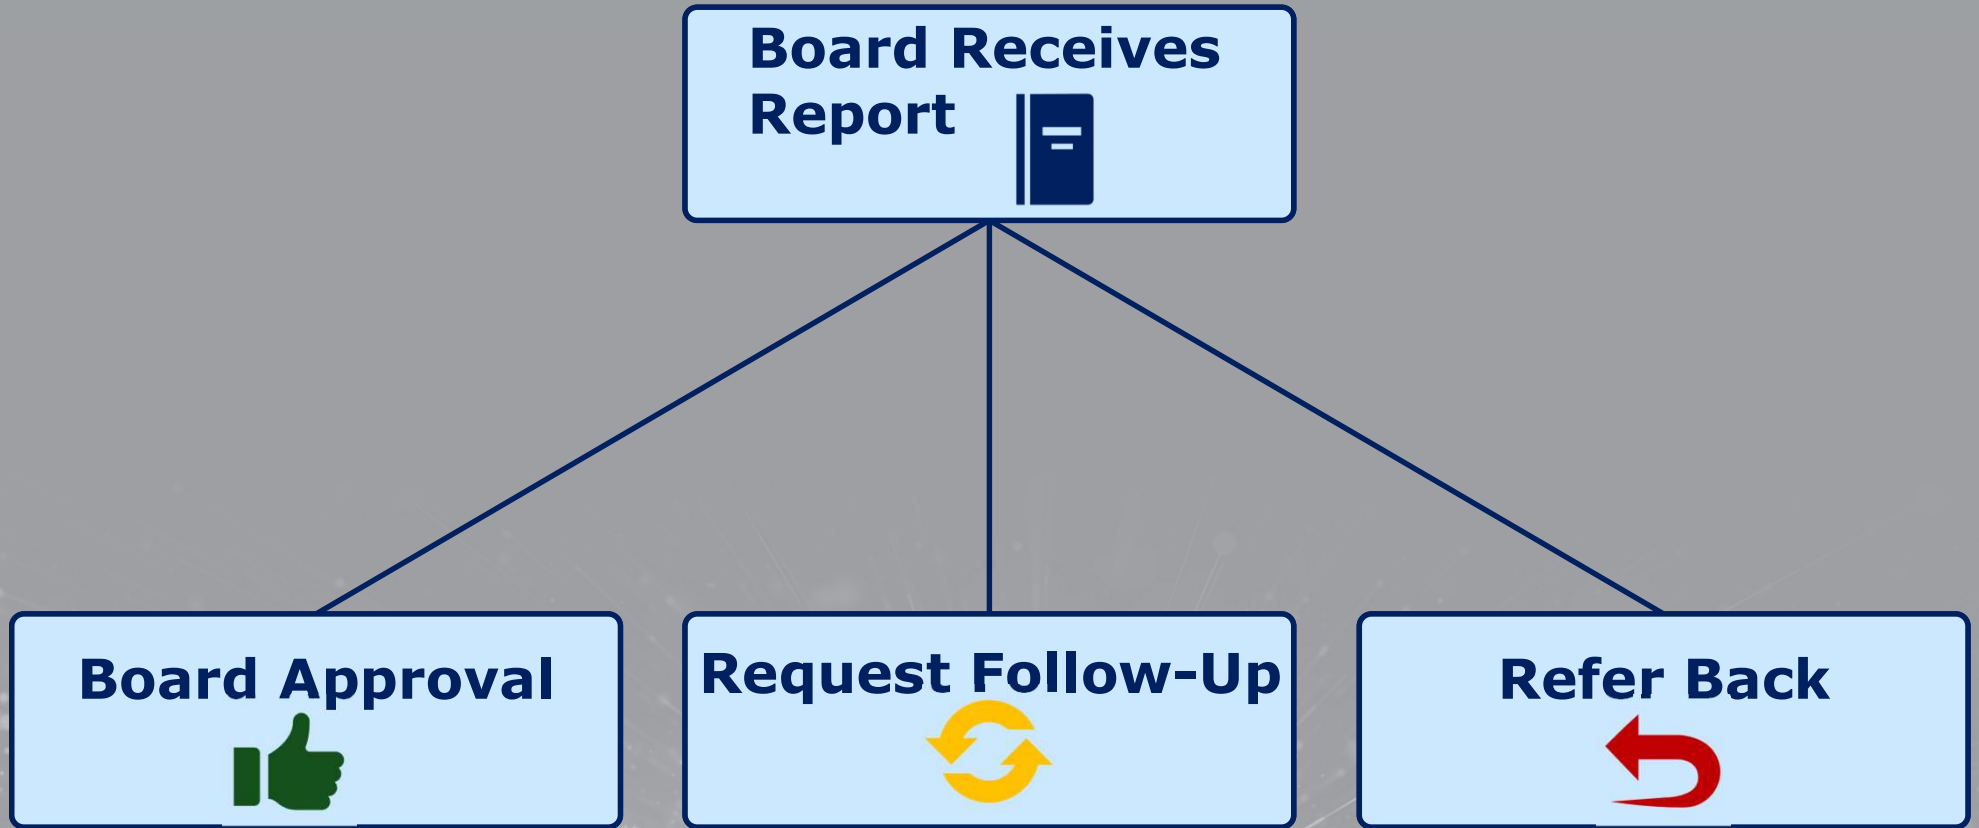 Board Receives
Report
Board Approval
Request Follow-Up
Refer Back